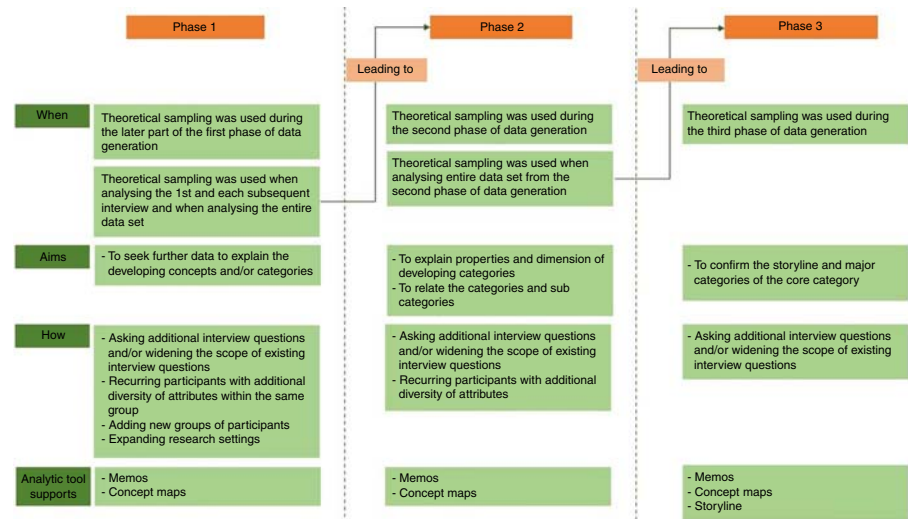 Phase 1
Phase 2
Phase 3
Leading to
Leading to
When
Theoretical sampling was used during
the later part of the first phase of data
generation
Theoretical sampling was used during
the second phase of data generation
Theoretical sampling was used during
the third phase of data generation
Theoretical sampling was used when
analysing the 1st and each subsequent
interview and when analysing the entire
data set
Theoretical sampling was used when
analysing entire data set from the
second phase of data generation
Aims
- To seek further data to explain the
developing concepts and/or categories
- To explain properties and dimension of
developing categories
- To relate the categories and sub
categories
- To confirm the storyline and major
categories of the core category
How
- Asking additional interview questions
and/or widening the scope of existing
interview questions
- Recurring participants with additional
diversity of attributes within the same
group
- Adding new groups of participants
- Expanding research settings
- Asking additional interview questions
and/or widening the scope of existing
interview questions
- Recurring participants with additional
diversity of attributes
- Asking additional interview questions
and/or widening the scope of existing
interview questions
Analytic tool
supports
- Memos
- Concept maps
- Memos
- Concept maps
- Memos
- Concept maps
- Storyline